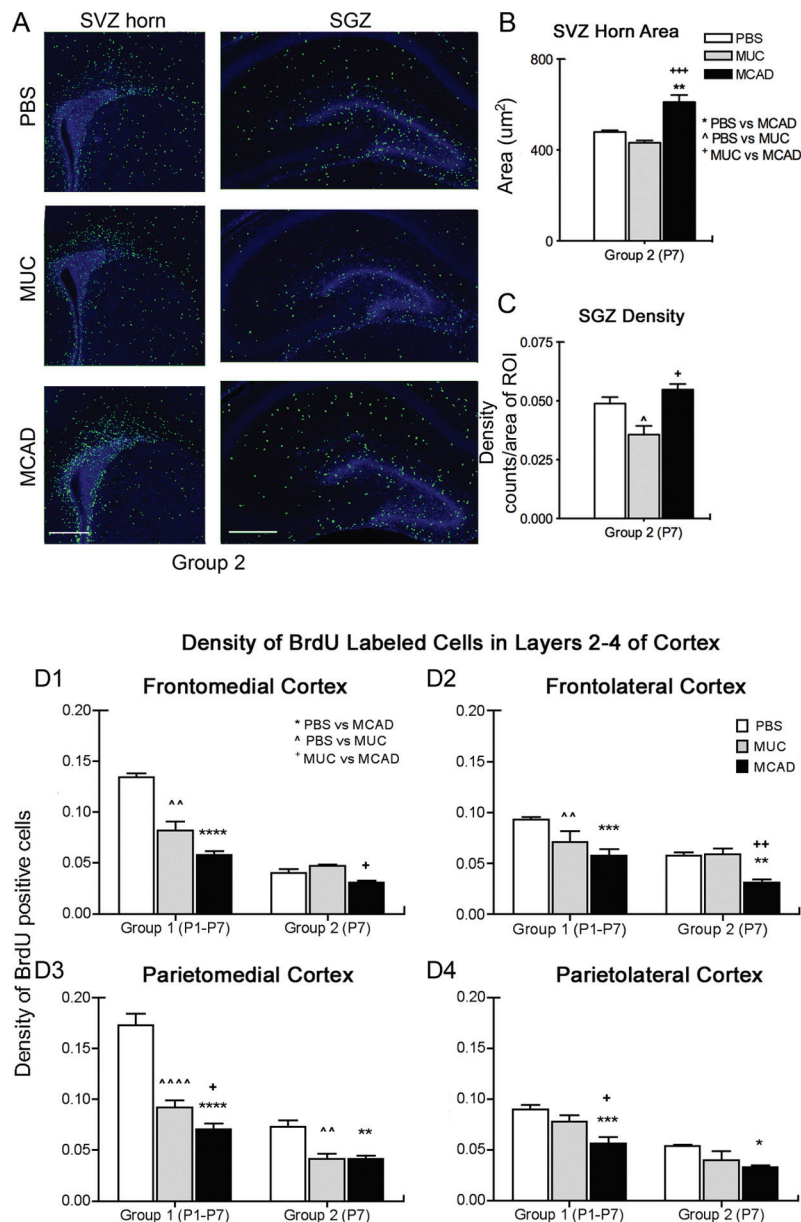 A
SVZ horn
SGZ
PBS
MUC
MCAD
Group 2
B
SVZ Horn Area
PBS
MUC
MCAD
Area (um²)
800
400
0
+++
**
* PBS vs MCAD
^ PBS vs MUC
+ MUC vs MCAD
Group 2 (P7)
C
SGZ Density
Density
counts/area of ROI
0.075
0.050
0.025
0.000
^
+
Group 2 (P7)
Density of BrdU Labeled Cells in Layers 2-4 of Cortex
Density of BrdU positive cells
D1
Frontomedial Cortex
0.20
0.15
0.10
0.05
0.00
* PBS vs MCAD
^ PBS vs MUC
+ MUC vs MCAD
^^
****
+
Group 1 (P1-P7)
Group 2 (P7)
D2
Frontolateral Cortex
0.20
0.15
0.10
0.05
0.00
PBS
MUC
MCAD
^^
***
++
**
Group 1 (P1-P7)
Group 2 (P7)
D3
Parietomedial Cortex
0.20
0.15
0.10
0.05
0.00
^^^^
+
****
^^
**
Group 1 (P1-P7)
Group 2 (P7)
D4
Parietolateral Cortex
0.20
0.15
0.10
0.05
0.00
+
***
*
Group 1 (P1-P7)
Group 2 (P7)